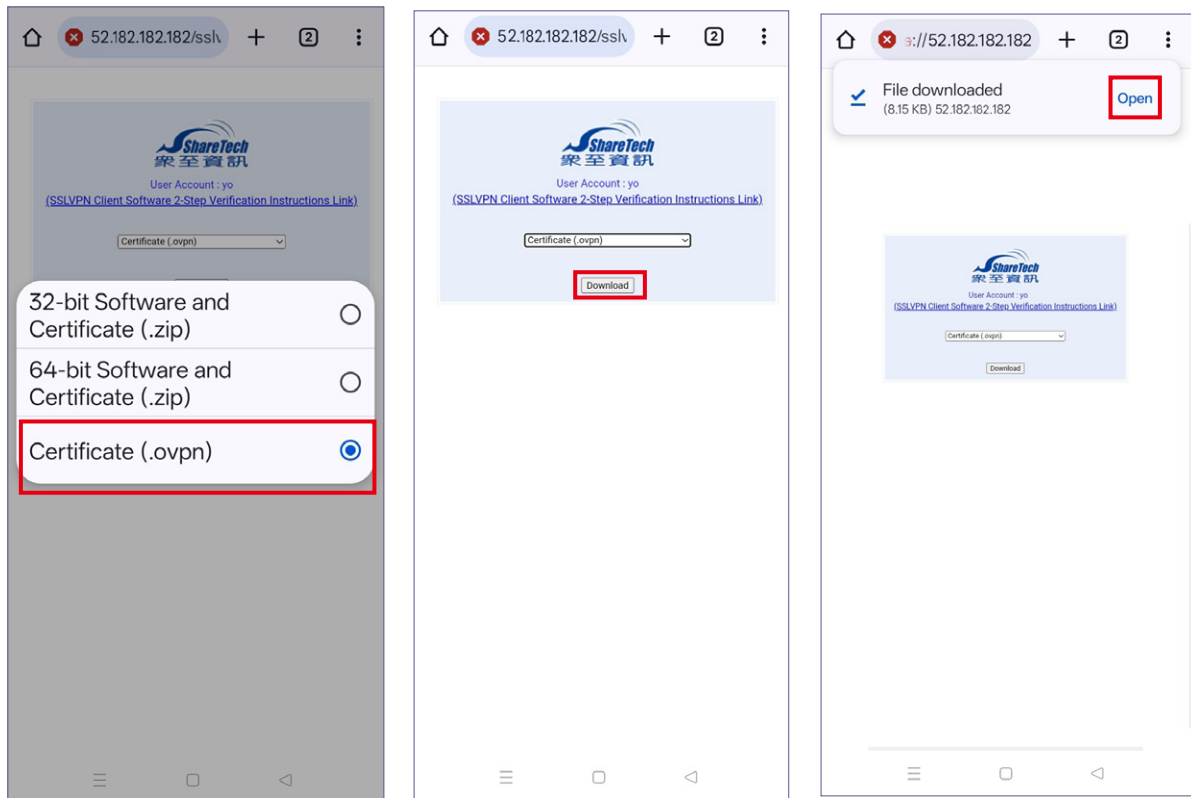 52.182.182.182/sslv
2
ShareTech
眾至資訊
User Account : yo
(SSLVPN Client Software 2-Step Verification Instructions Link)
Certificate (.ovpn)
32-bit Software and
Certificate (.zip)
64-bit Software and
Certificate (.zip)
Certificate (.ovpn)
52.182.182.182/sslv
2
ShareTech
眾至資訊
User Account : yo
(SSLVPN Client Software 2-Step Verification Instructions Link)
Certificate (.ovpn)
Download
://52.182.182.182
2
File downloaded
Open
(8.15 KB) 52.182.182.182
ShareTech
眾至資訊
User Account : yo
(SSLVPN Client Software 2-Step Verification Instructions Link)
Certificate (.ovpn)
Download